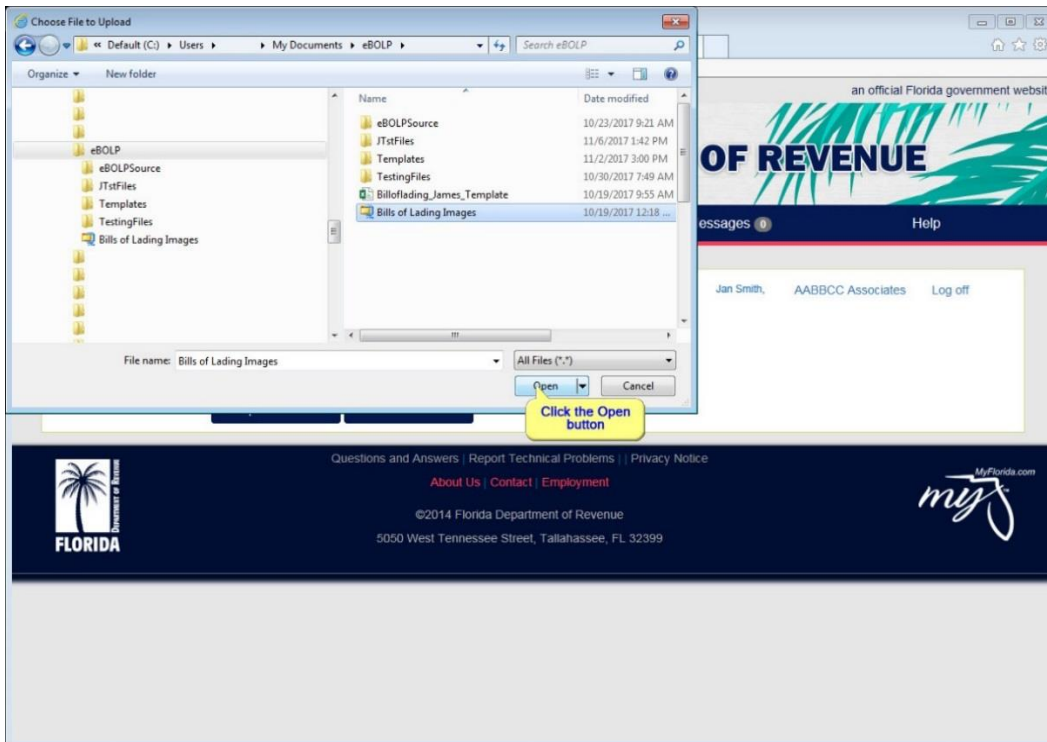 Choose File to Upload
« Default (C:) ▸ Users ▸ ▸ My Documents ▸ eBOLP ▸
Search eBOLP
Organize ▾ New folder
eBOLP
eBOLPSource
JTstFiles
Templates
TestingFiles
Bills of Lading Images
Name Date modified
eBOLPSource 10/23/2017 9:21 AM
JTstFiles 11/6/2017 1:42 PM
Templates 11/2/2017 3:00 PM
TestingFiles 10/30/2017 7:49 AM
Billoflading_James_Template 10/19/2017 9:55 AM
Bills of Lading Images 10/19/2017 12:18 ...
File name: Bills of Lading Images
All Files (*.*)
Open Cancel
Click the Open
button
an official Florida government websit
OF REVENUE
essages 0 Help
Jan Smith, AABBCC Associates Log off
Questions and Answers | Report Technical Problems | | Privacy Notice
About Us | Contact | Employment
©2014 Florida Department of Revenue
5050 West Tennessee Street, Tallahassee, FL 32399
DEPARTMENT OF REVENUE
FLORIDA
MyFlorida.com
my